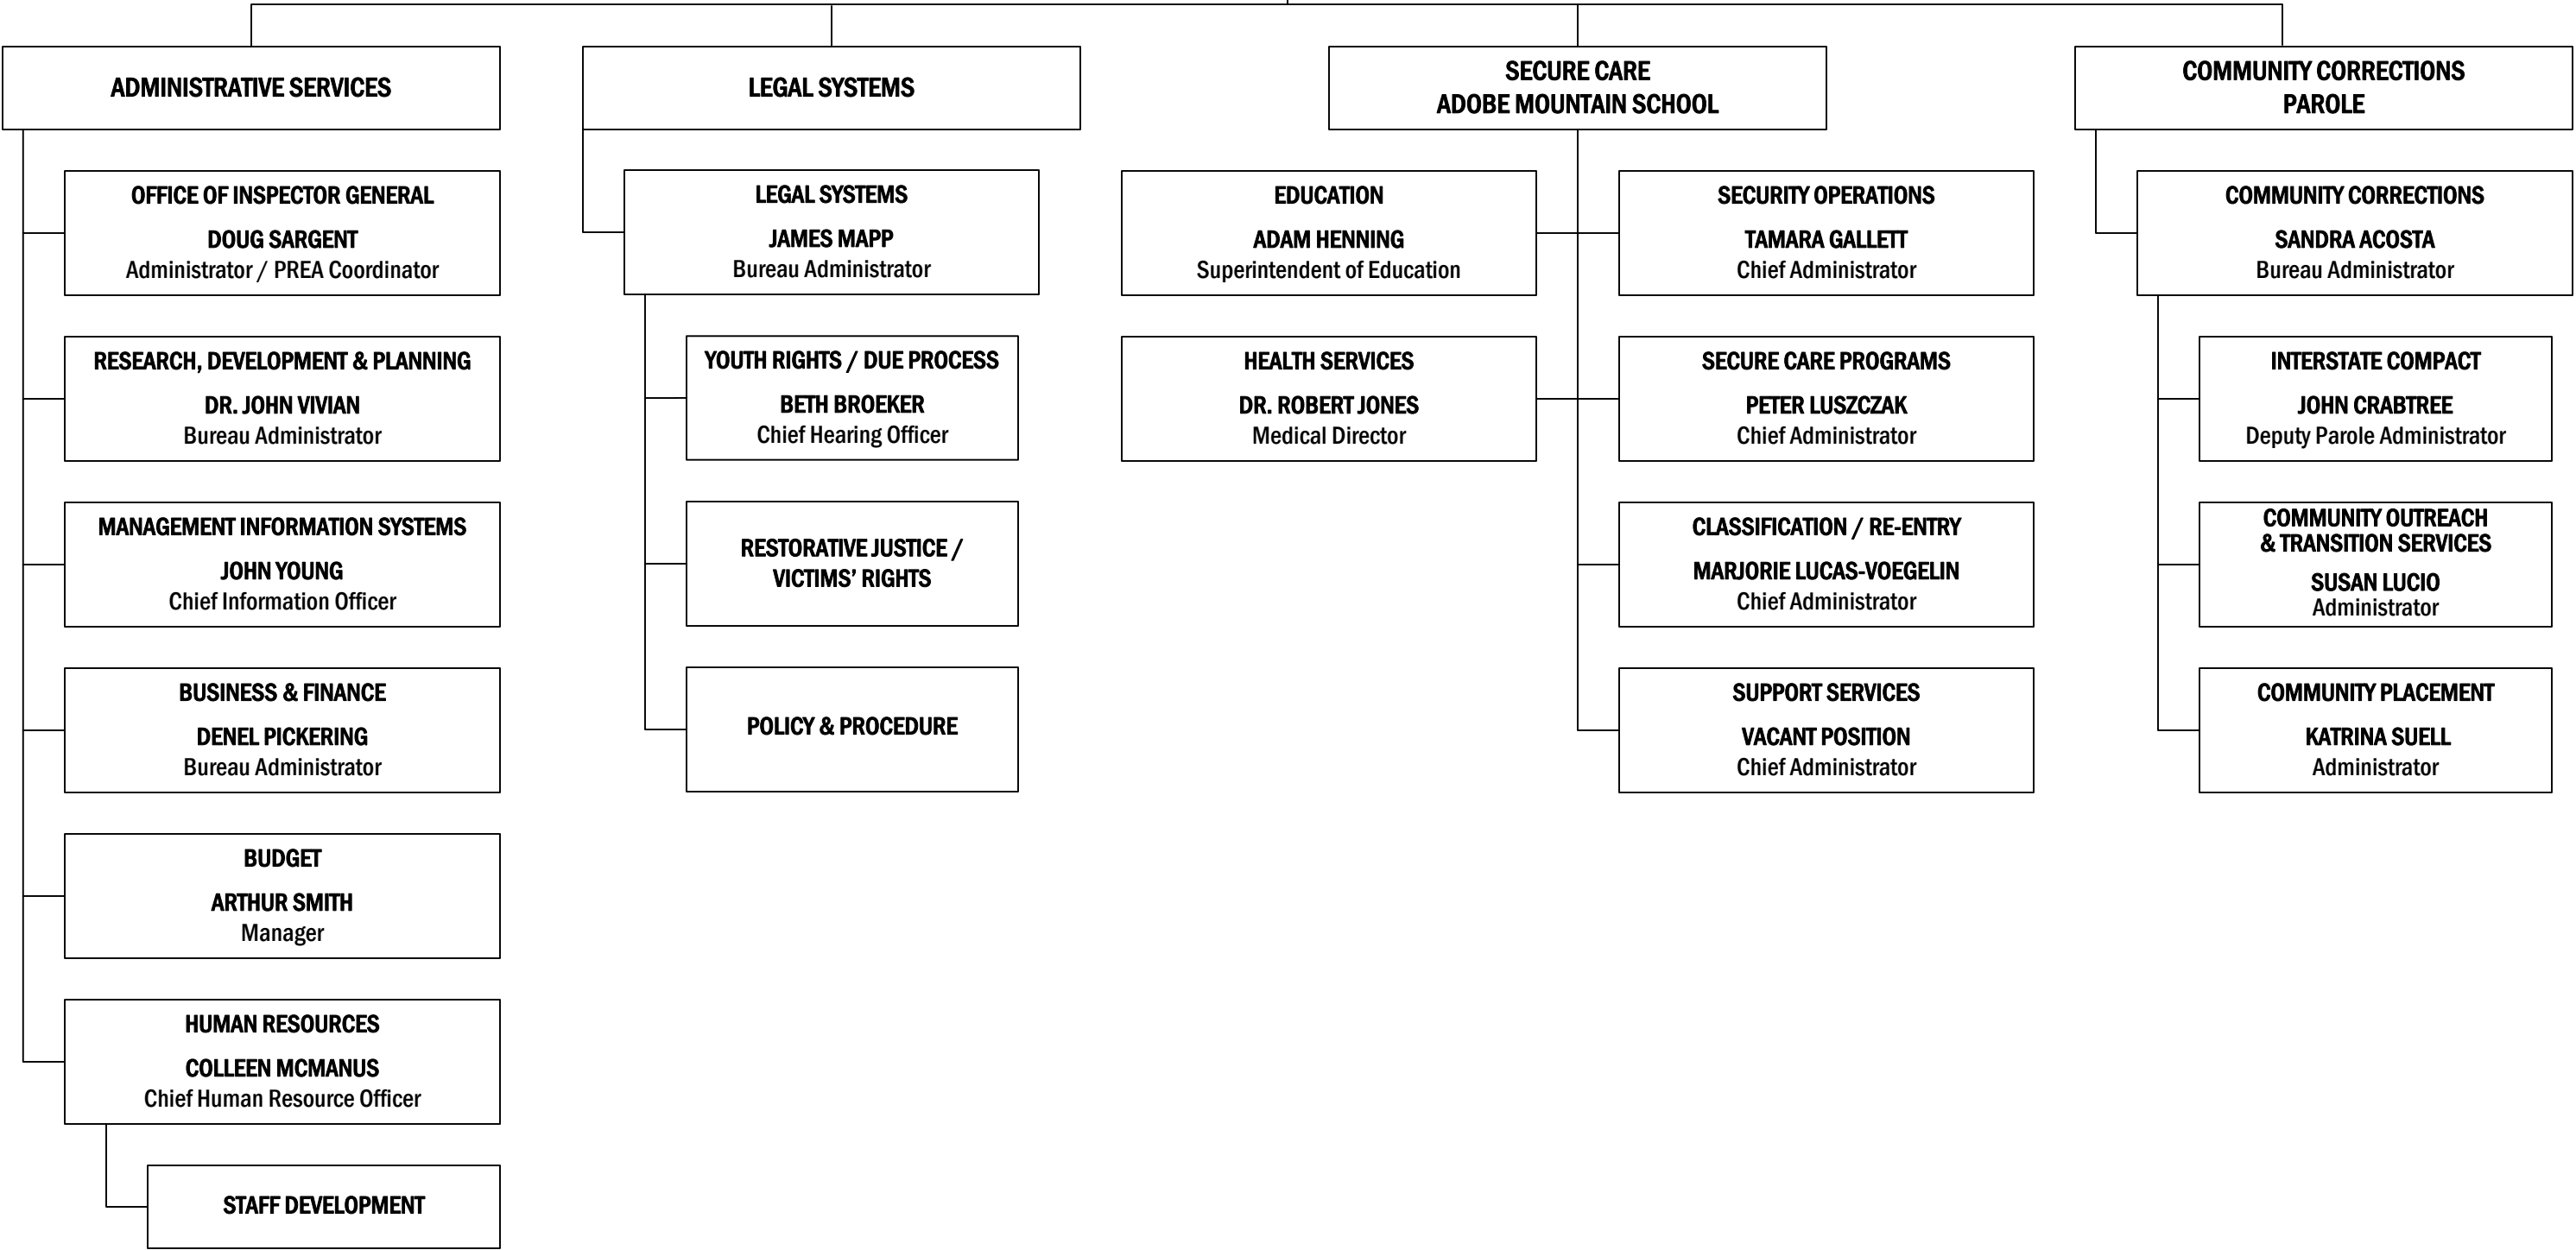 ADMINISTRATIVE SERVICES
OFFICE OF INSPECTOR GENERAL
DOUG SARGENT
Administrator / PREA Coordinator
RESEARCH, DEVELOPMENT & PLANNING
DR. JOHN VIVIAN
Bureau Administrator
MANAGEMENT INFORMATION SYSTEMS
JOHN YOUNG
Chief Information Officer
BUSINESS & FINANCE
DENEL PICKERING
Bureau Administrator
BUDGET
ARTHUR SMITH
Manager
HUMAN RESOURCES
COLLEEN MCMANUS
Chief Human Resource Officer
STAFF DEVELOPMENT
LEGAL SYSTEMS
LEGAL SYSTEMS
JAMES MAPP
Bureau Administrator
YOUTH RIGHTS / DUE PROCESS
BETH BROEKER
Chief Hearing Officer
RESTORATIVE JUSTICE /
VICTIMS’ RIGHTS
POLICY & PROCEDURE
SECURE CARE
ADOBE MOUNTAIN SCHOOL
EDUCATION
ADAM HENNING
Superintendent of Education
HEALTH SERVICES
DR. ROBERT JONES
Medical Director
SECURITY OPERATIONS
TAMARA GALLETT
Chief Administrator
SECURE CARE PROGRAMS
PETER LUSZCZAK
Chief Administrator
CLASSIFICATION / RE-ENTRY
MARJORIE LUCAS-VOEGELIN
Chief Administrator
SUPPORT SERVICES
VACANT POSITION
Chief Administrator
COMMUNITY CORRECTIONS
PAROLE
COMMUNITY CORRECTIONS
SANDRA ACOSTA
Bureau Administrator
INTERSTATE COMPACT
JOHN CRABTREE
Deputy Parole Administrator
COMMUNITY OUTREACH
& TRANSITION SERVICES
SUSAN LUCIO
Administrator
COMMUNITY PLACEMENT
KATRINA SUELL
Administrator